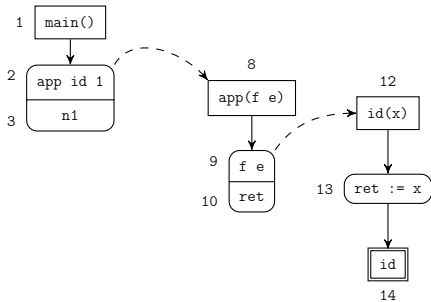 1 main()
2 app id 1
3 n1
8
app(f e)
9 f e
10 ret
12
id(x)
13 ret := x
id
14